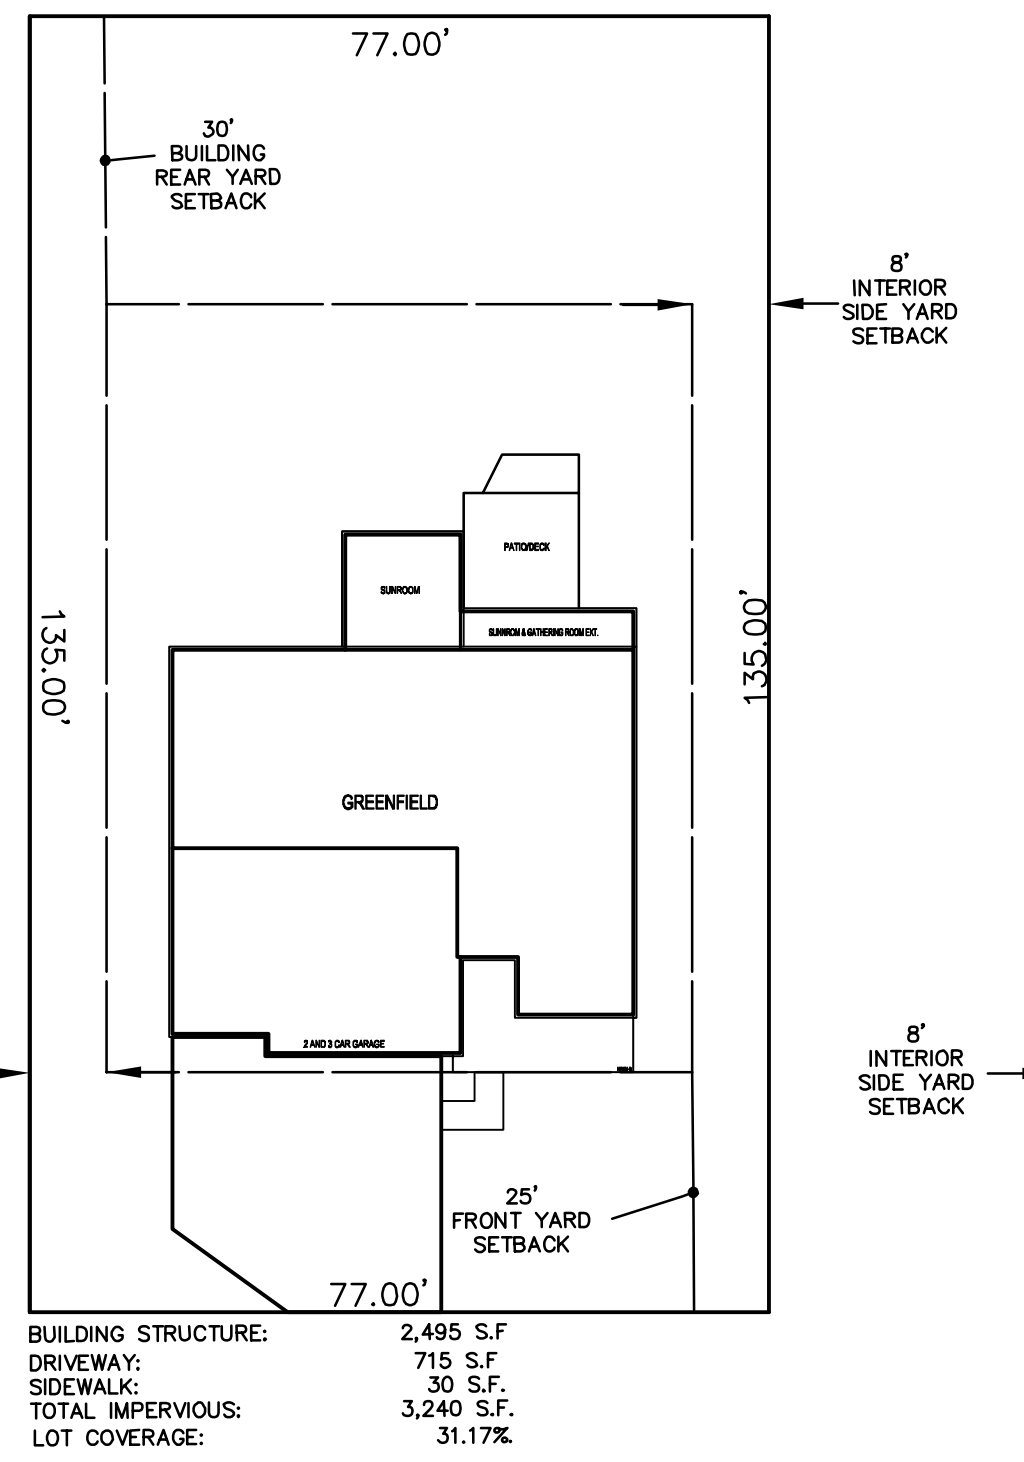 77.00'
30'
BUILDING
REAR YARD
SETBACK
8'
INTERIOR
SIDE YARD
SETBACK
PATIO/DECK
SUNROOM
135.00'
135.00'
SUNNROM & GATHERING ROOM EXT.
GREENFIELD
2 AND 3 CAR GARAGE
8'
INTERIOR
SIDE YARD
SETBACK
25'
FRONT YARD
SETBACK
77.00'
BUILDING STRUCTURE: 2,495 S.F
DRIVEWAY: 715 S.F
SIDEWALK: 30 S.F.
TOTAL IMPERVIOUS: 3,240 S.F.
LOT COVERAGE: 31.17%.